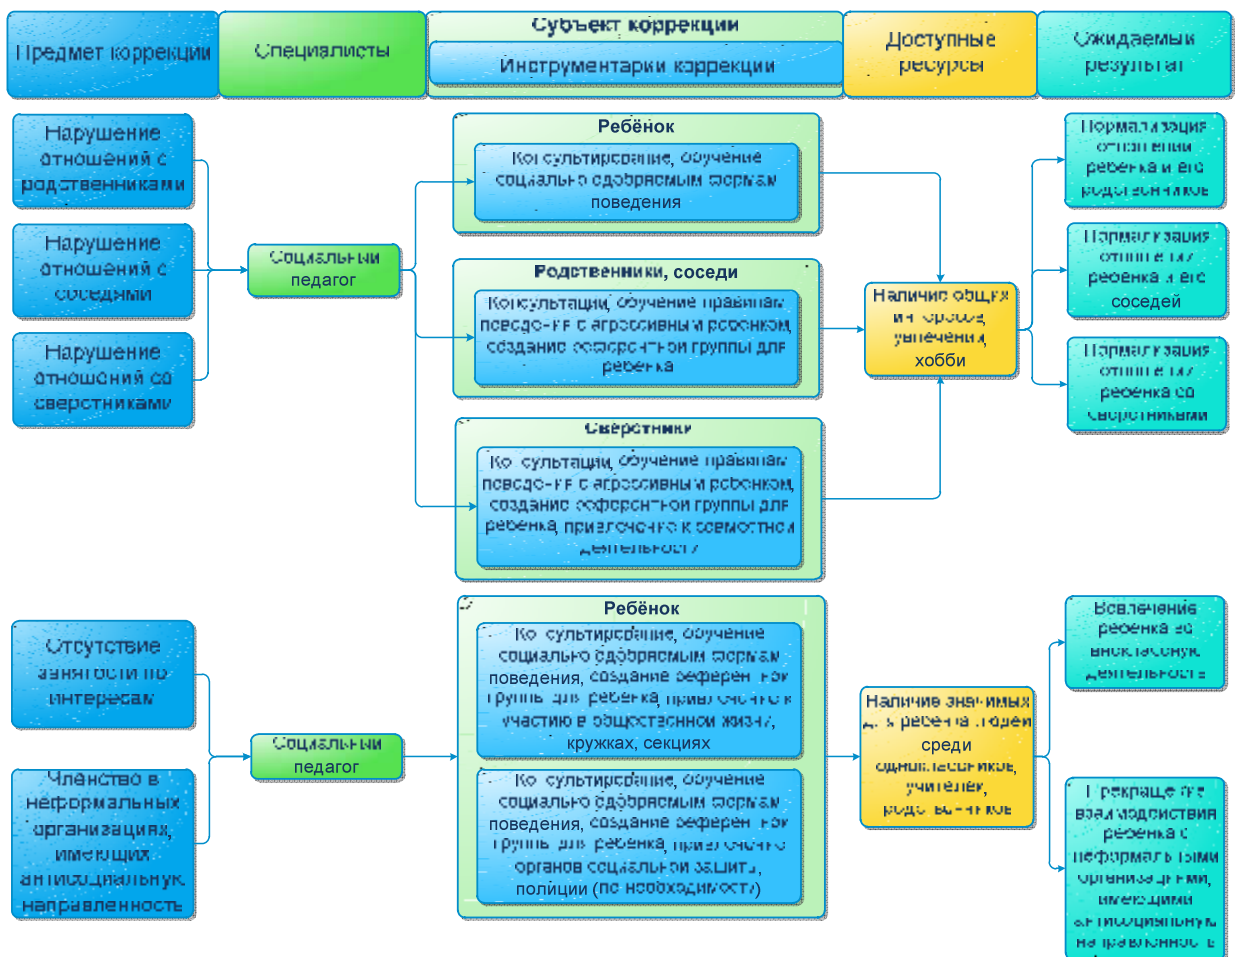 Предмет коррекции
Специалисты
Субъект коррекции
Инструментарий коррекции
Доступные
ресурсы
Ожидаемый
результат
Нарушение
отношений с
родственниками
Нарушение
отношений с
соседями
Нарушение
отношений со
сверстниками
Социальный
педагог
Ребёнок
Консультирование, обучение
социально одобряемым формам
поведения
Родственники, соседи
Консультации, обучение правилам
поведения с агрессивным ребенком,
создание референтной группы для
ребенка
Сверстники
Консультации, обучение правилам
поведения с агрессивным ребенком,
создание референтной группы для
ребенка, привлечение к совместной
деятельности
Наличие общих
интересов,
увлечений,
хобби
Нормализация
отношений
ребенка и его
родственников
Нормализация
отношений
ребенка и его
соседей
Нормализация
отношений
ребенка со
сверстниками
Отсутствие
занятости по
интересам
Членство в
неформальных
организациях,
имеющих
антисоциальную
направленность
Социальный
педагог
Ребёнок
Консультирование, обучение
социально одобряемым формам
поведения, создание референтной
группы для ребенка, привлечение к
участию в общественной жизни,
кружках, секциях
Консультирование, обучение
социально одобряемым формам
поведения, создание референтной
группы для ребенка, привлечение
органов социальной защиты,
полиции (по необходимости)
Наличие значимых
для ребенка людей
среди
одноклассников,
учителей,
родственников
Вовлечение
ребенка во
внеклассную
деятельность
Прекращение
взаимодействия
ребенка с
неформальными
организациями,
имеющими
антисоциальную
направленность